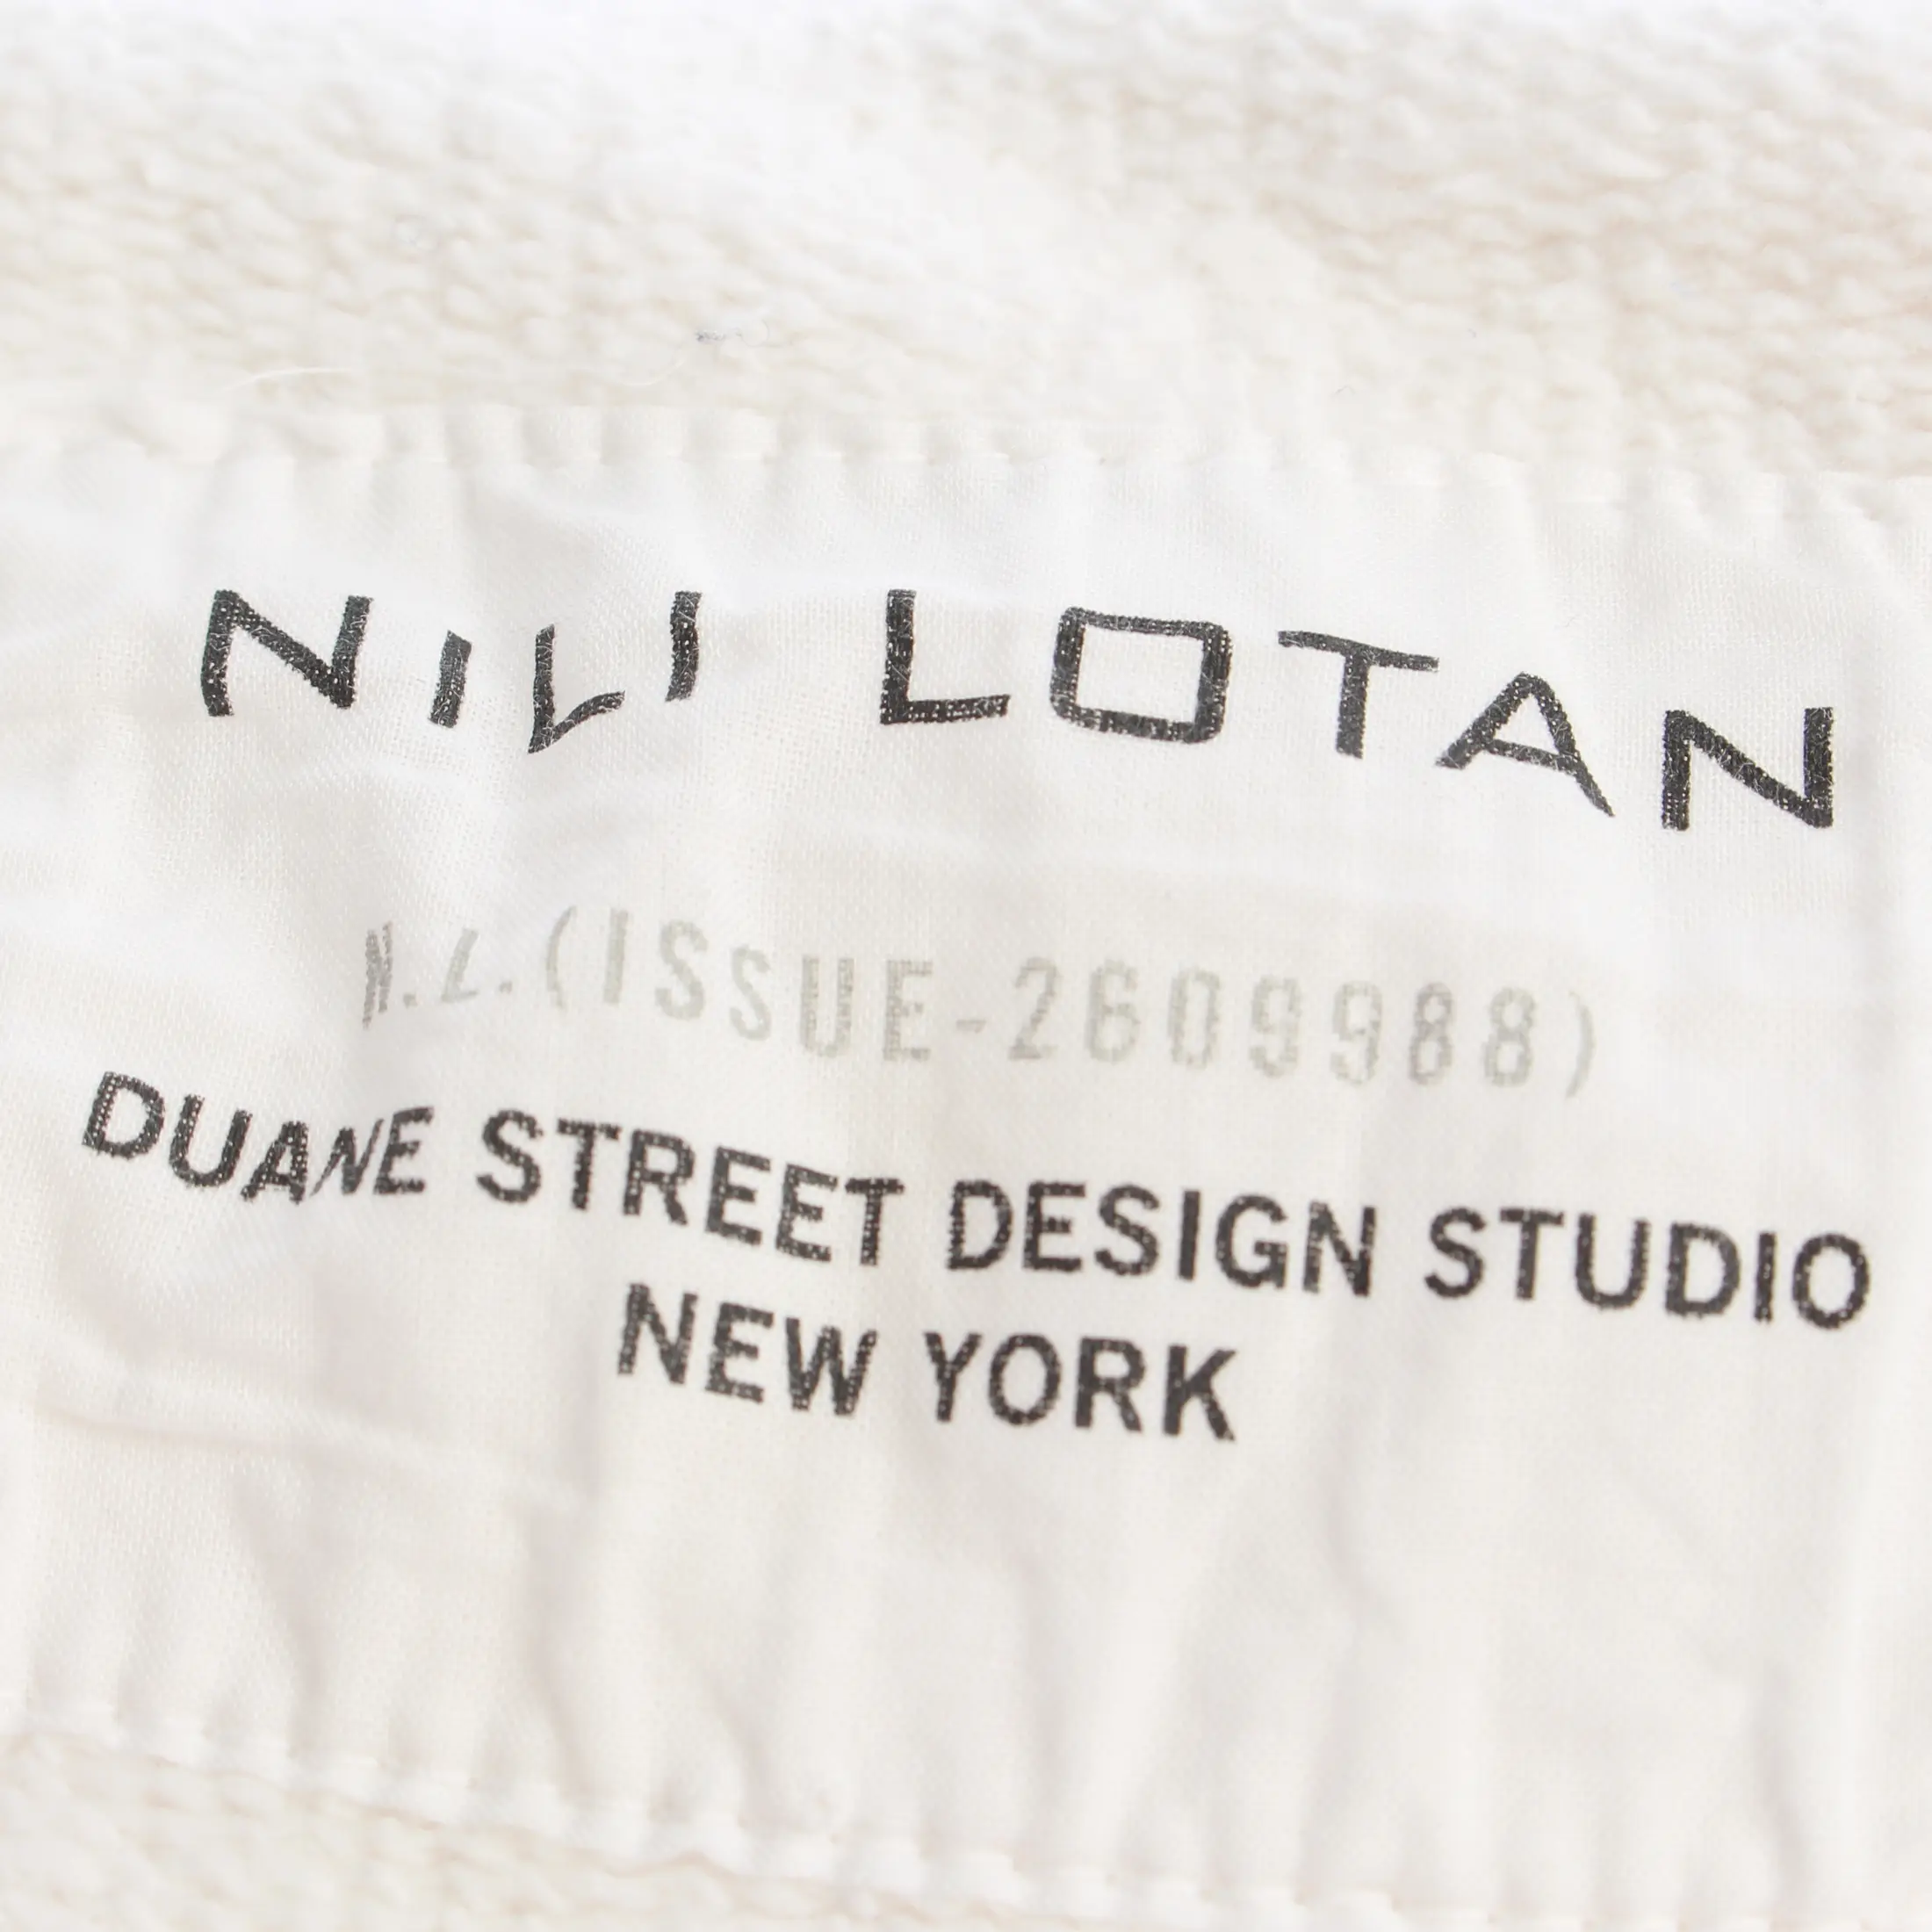 NILI LOTAN
N.L.(ISSUE-2609988)
DUANE STREET DESIGN STUDIO
NEW YORK